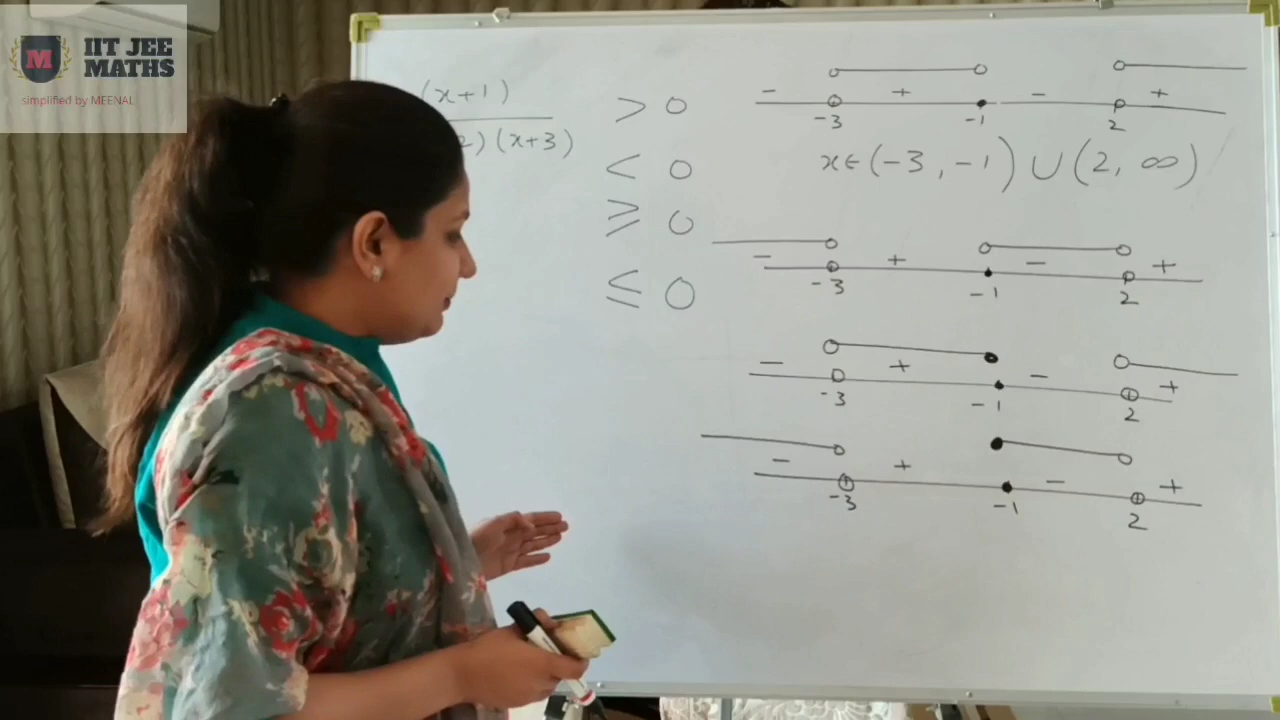 M IIT JEE
MATHS
simplified by MEENAL
(x+1)
2)(x+3)
> 0
< 0
≥ 0
≤ 0
- + - +
-3 -1 2
x∈(-3,-1)∪(2,∞)
- + - +
-3 -1 2
- + - +
-3 -1 2
- + - +
-3 -1 2